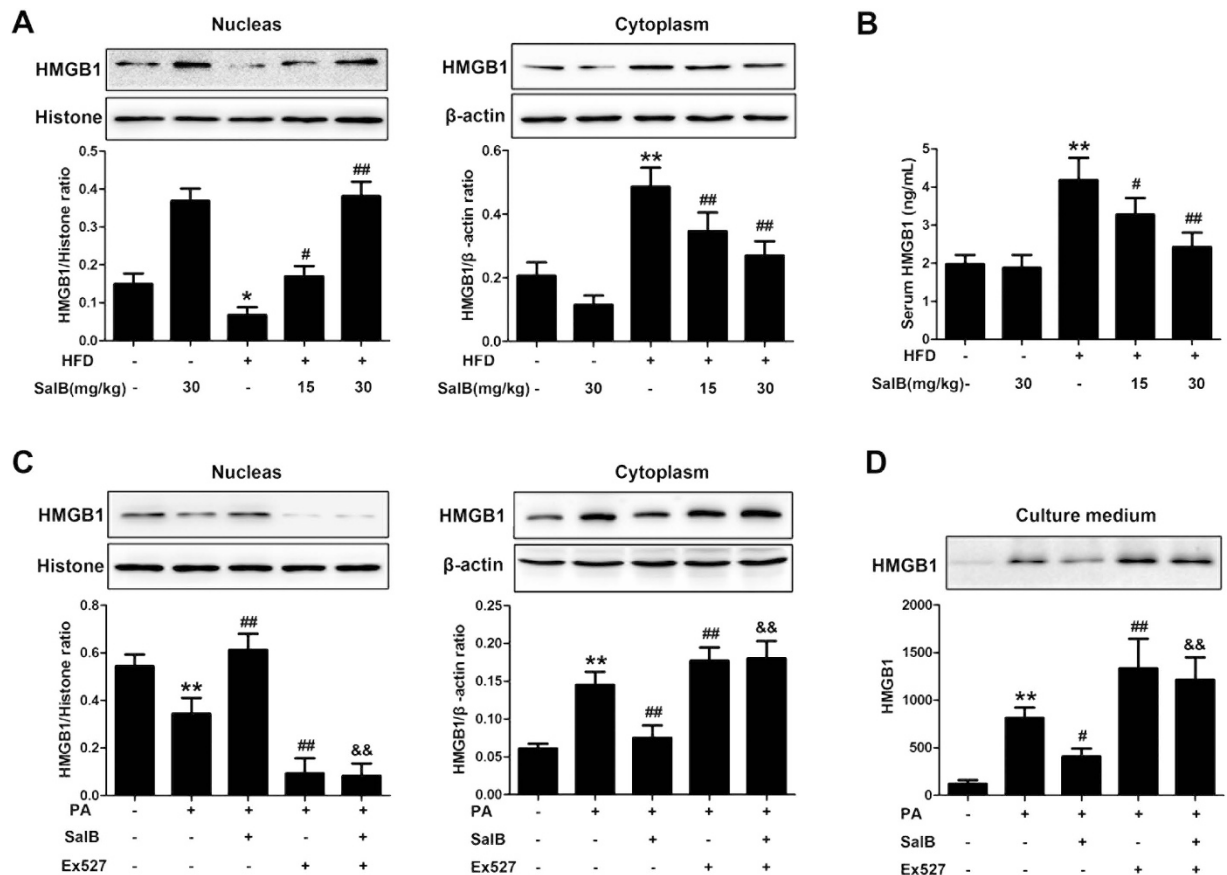 A
Nucleas
HMGB1
Histone
HMGB1/Histone ratio
0.5
0.4
0.3
0.2
0.1
0.0
*
#
##
HFD - - + + +
SalB(mg/kg) - 30 - 15 30
Cytoplasm
HMGB1
β-actin
HMGB1/β -actin ratio
0.6
0.4
0.2
0.0
**
##
##
HFD - - + + +
SalB(mg/kg) - 30 - 15 30
B
Serum HMGB1 (ng/mL)
5
4
3
2
1
0
**
#
##
HFD - - + + +
SalB(mg/kg)- 30 - 15 30
C
Nucleas
HMGB1
Histone
HMGB1/Histone ratio
0.8
0.6
0.4
0.2
0.0
**
##
##
&&
PA - + + + +
SalB - - + - +
Ex527 - - - + +
Cytoplasm
HMGB1
β-actin
HMGB1/β -actin ratio
0.25
0.20
0.15
0.10
0.05
0.00
**
##
##
&&
PA - + + + +
SalB - - + - +
Ex527 - - - + +
D
Culture medium
HMGB1
HMGB1
2000
1500
1000
500
0
**
#
##
&&
PA - + + + +
SalB - - + - +
Ex527 - - - + +